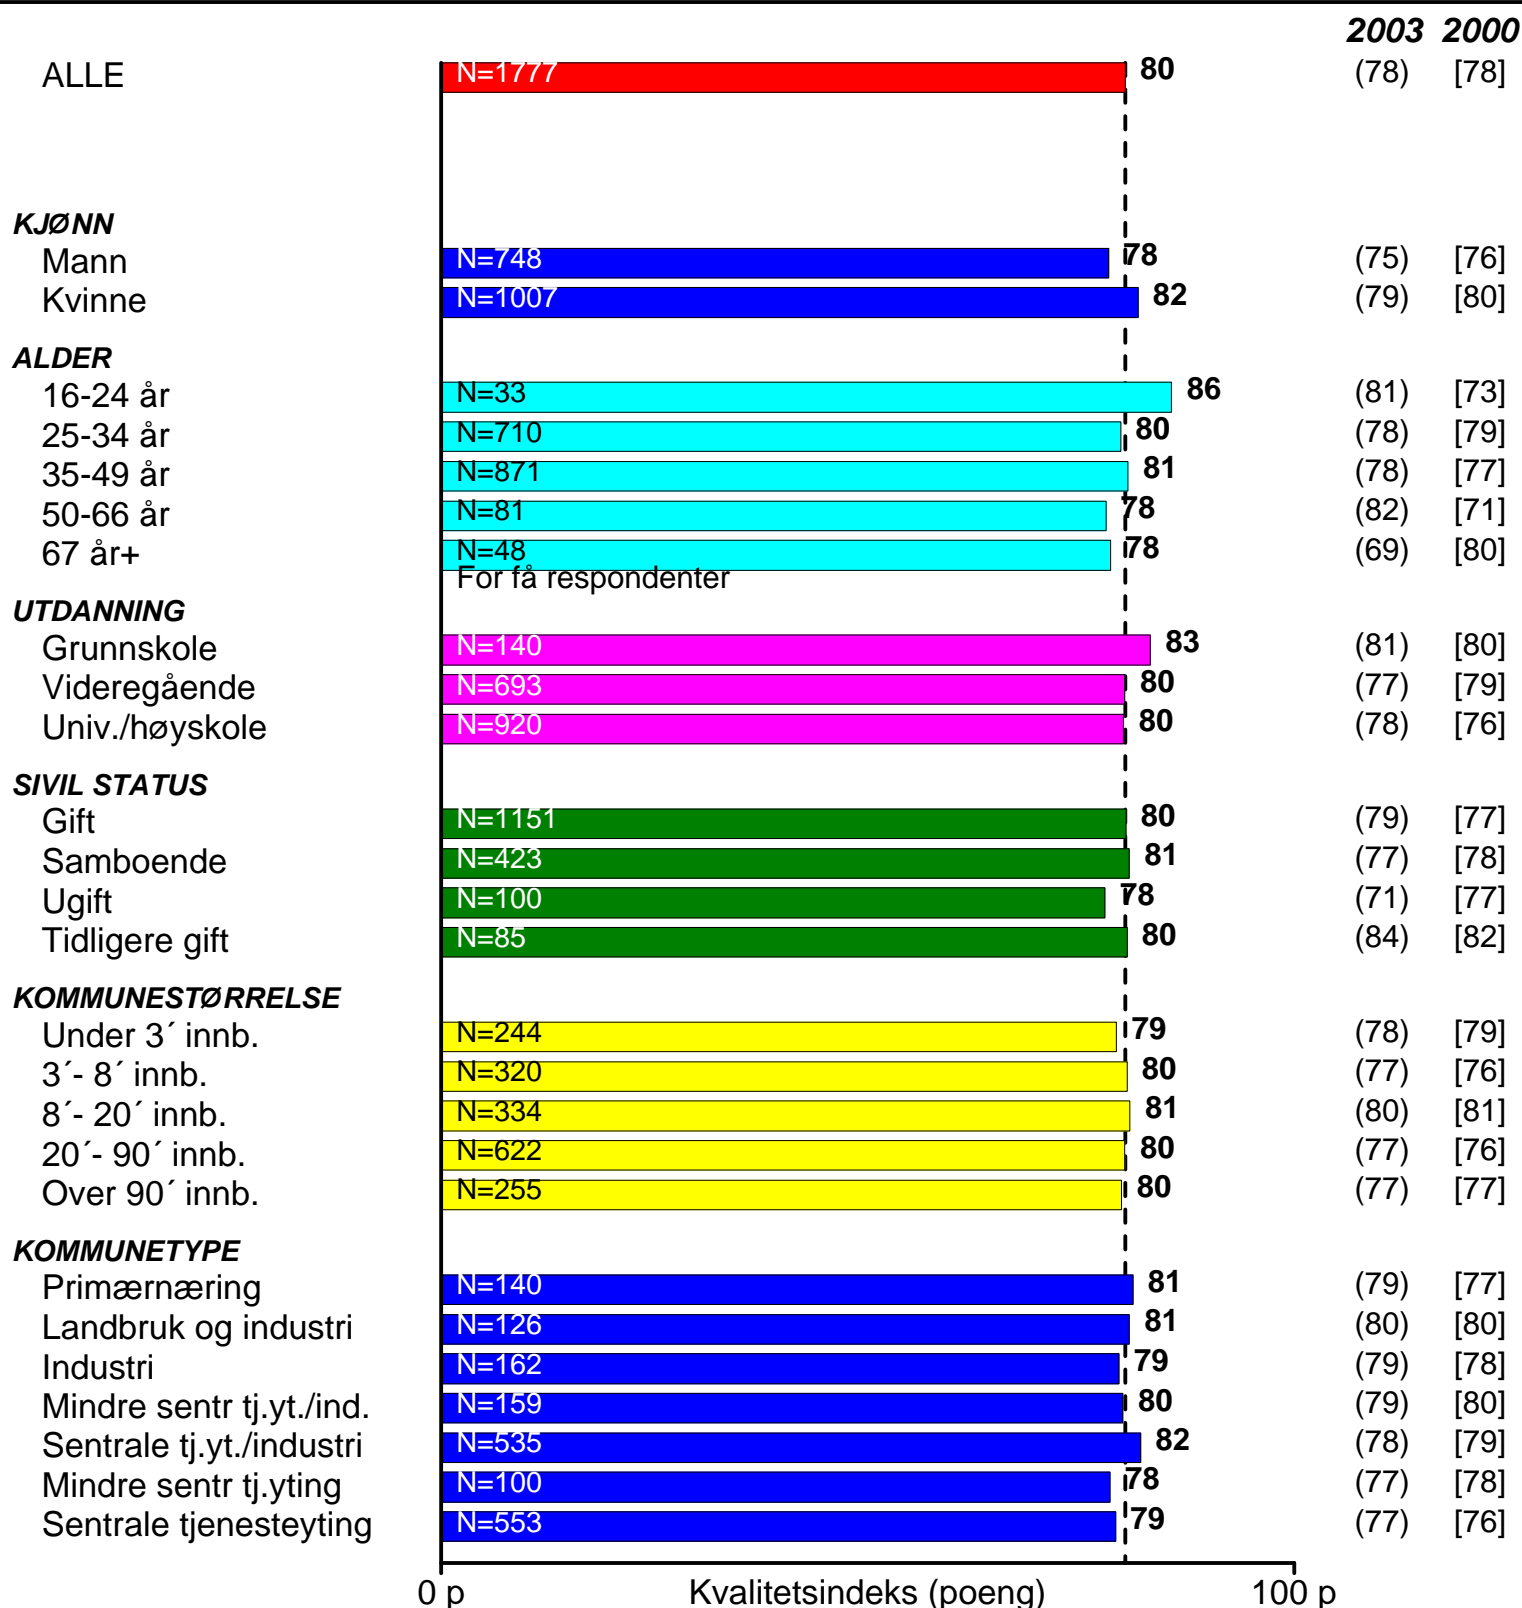 2003 2000
ALLE N=1777 80 (78) [78]
KJØNN
Mann N=748 78 (75) [76]
Kvinne N=1007 82 (79) [80]
ALDER
16-24 år N=33 86 (81) [73]
25-34 år N=710 80 (78) [79]
35-49 år N=871 81 (78) [77]
50-66 år N=81 78 (82) [71]
67 år+ N=48 78 (69) [80]
For få respondenter
UTDANNING
Grunnskole N=140 83 (81) [80]
Videregående N=693 80 (77) [79]
Univ./høyskole N=920 80 (78) [76]
SIVIL STATUS
Gift N=1151 80 (79) [77]
Samboende N=423 81 (77) [78]
Ugift N=100 78 (71) [77]
Tidligere gift N=85 80 (84) [82]
KOMMUNESTØRRELSE
Under 3´ innb. N=244 79 (78) [79]
3´- 8´ innb. N=320 80 (77) [76]
8´- 20´ innb. N=334 81 (80) [81]
20´- 90´ innb. N=622 80 (77) [76]
Over 90´ innb. N=255 80 (77) [77]
KOMMUNETYPE
Primærnæring N=140 81 (79) [77]
Landbruk og industri N=126 81 (80) [80]
Industri N=162 79 (79) [78]
Mindre sentr tj.yt./ind. N=159 80 (79) [80]
Sentrale tj.yt./industri N=535 82 (78) [79]
Mindre sentr tj.yting N=100 78 (77) [78]
Sentrale tjenesteyting N=553 79 (77) [76]
0 p Kvalitetsindeks (poeng) 100 p